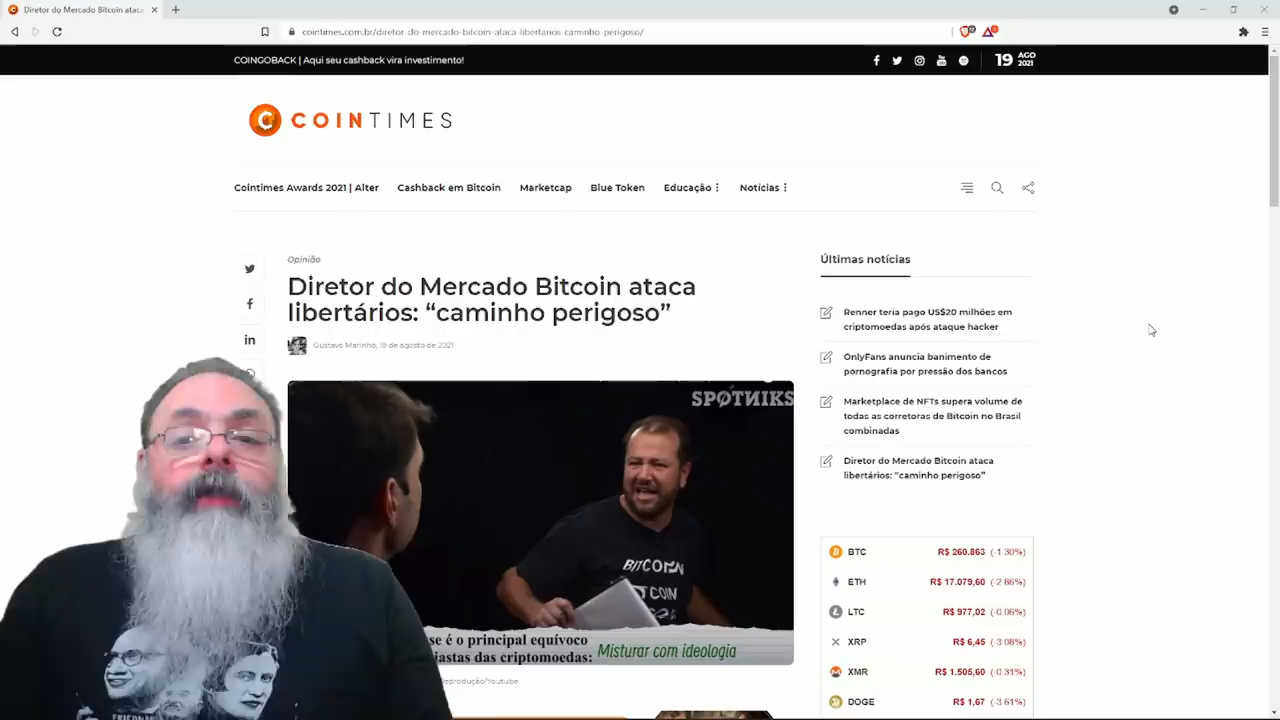 Diretor do Mercado Bitcoin atac
cointimes.com.br/diretor-do-mercado-bitcoin-ataca-libertarios-caminho-perigoso/
COINGOBACK | Aqui seu cashback vira investimento!
19 AGO 2021
COINTIMES
Cointimes Awards 2021 | Alter
Cashback em Bitcoin
Marketcap
Blue Token
Educação
Notícias
Opinião
Diretor do Mercado Bitcoin ataca
libertários: “caminho perigoso”
Gustavo Marinho, 19 de agosto de 2021
SPOTNIKS
BITCOIN
COIN
se é o principal equívoco
iastas das criptomoedas:
Misturar com ideologia
Reprodução/Youtube
Últimas notícias
Renner teria pago US$20 milhões em
criptomoedas após ataque hacker
OnlyFans anuncia banimento de
pornografia por pressão dos bancos
Marketplace de NFTs supera volume de
todas as corretoras de Bitcoin no Brasil
combinadas
Diretor do Mercado Bitcoin ataca
libertários: “caminho perigoso”
BTC R$ 260.863 (-1.30%)
ETH R$ 17.079,60 (-2.86%)
LTC R$ 977,02 (-0.06%)
XRP R$ 6,45 (-3.08%)
XMR R$ 1.505,60 (-0.31%)
DOGE R$ 1,67 (-3.61%)